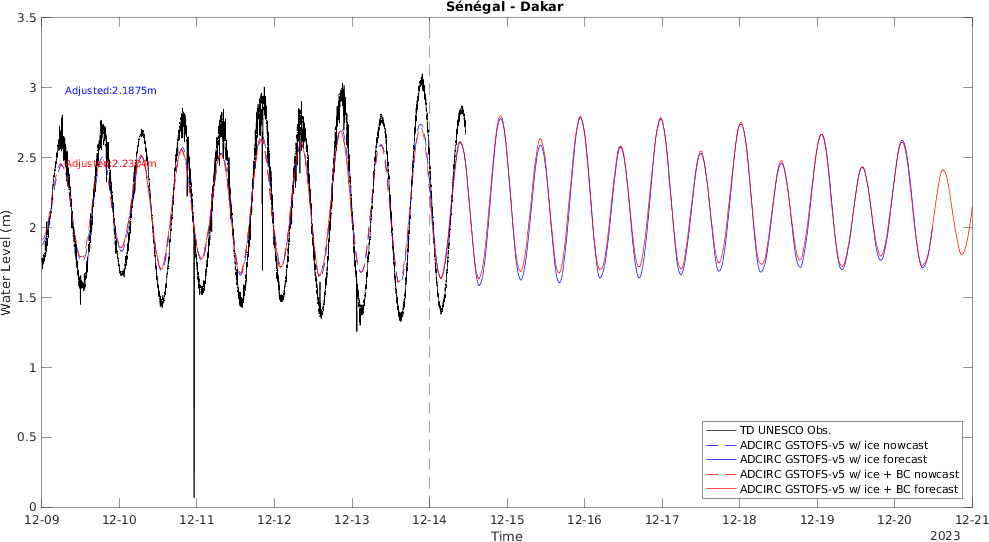 Sénégal - Dakar
3.5
3
2.5
2
1.5
1
0.5
0
Water Level (m)
Adjusted:2.1875m
TD UNESCO Obs.
ADCIRC GSTOFS-v5 w/ ice nowcast
ADCIRC GSTOFS-v5 w/ ice forecast
ADCIRC GSTOFS-v5 w/ ice + BC nowcast
ADCIRC GSTOFS-v5 w/ ice + BC forecast
12-09 12-10 12-11 12-12 12-13 12-14 12-15 12-16 12-17 12-18 12-19 12-20 12-21
Time
2023